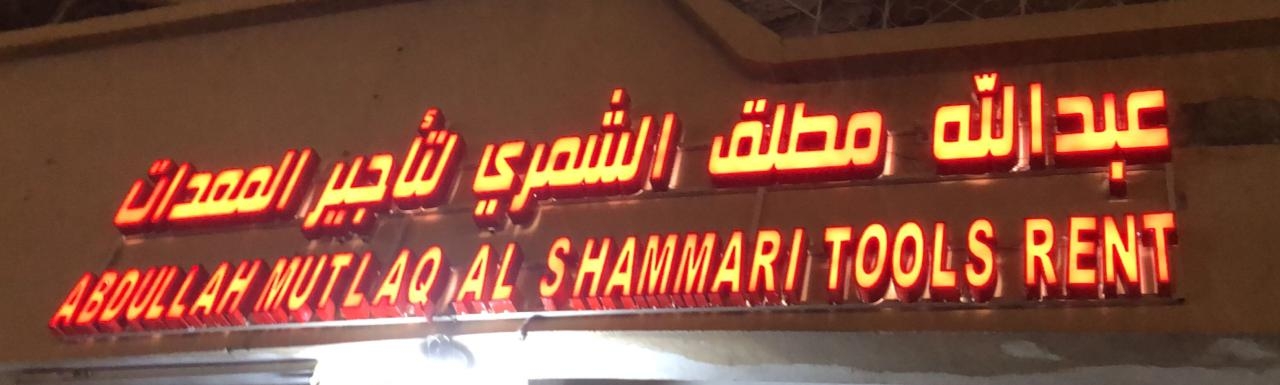 عبدالله مطلق الشمري لتأجير المعدات
ABDULLAH MUTLAQ AL SHAMMARI TOOLS RENT